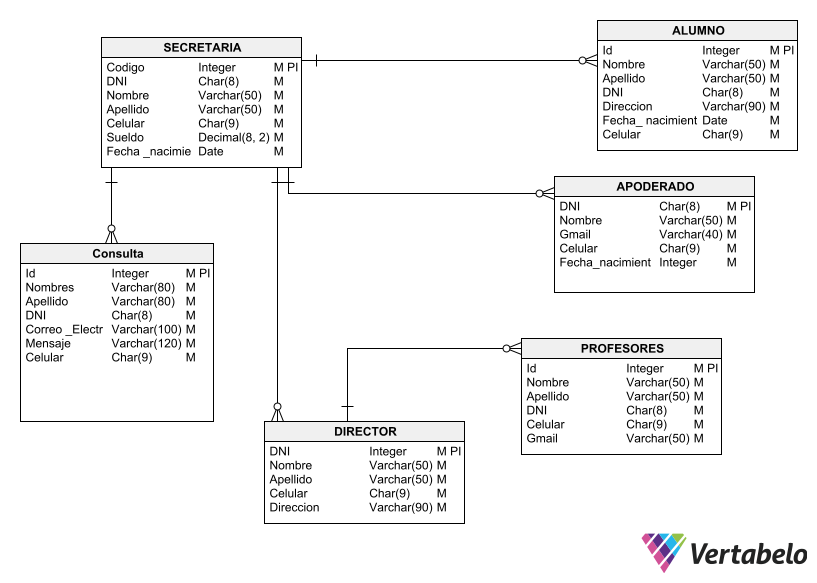 SECRETARIA
Codigo Integer M PI
DNI Char(8) M
Nombre Varchar(50) M
Apellido Varchar(50) M
Celular Char(9) M
Sueldo Decimal(8, 2) M
Fecha _nacimie Date M
ALUMNO
Id Integer M PI
Nombre Varchar(50) M
Apellido Varchar(50) M
DNI Char(8) M
Direccion Varchar(90) M
Fecha_ nacimient Date M
Celular Char(9) M
APODERADO
DNI Char(8) M PI
Nombre Varchar(50) M
Gmail Varchar(40) M
Celular Char(9) M
Fecha_nacimient Integer M
Consulta
Id Integer M PI
Nombres Varchar(80) M
Apellido Varchar(80) M
DNI Char(8) M
Correo _Electr Varchar(100) M
Mensaje Varchar(120) M
Celular Char(9) M
PROFESORES
Id Integer M PI
Nombre Varchar(50) M
Apellido Varchar(50) M
DNI Char(8) M
Celular Char(9) M
Gmail Varchar(50) M
DIRECTOR
DNI Integer M PI
Nombre Varchar(50) M
Apellido Varchar(50) M
Celular Char(9) M
Direccion Varchar(90) M
Vertabelo